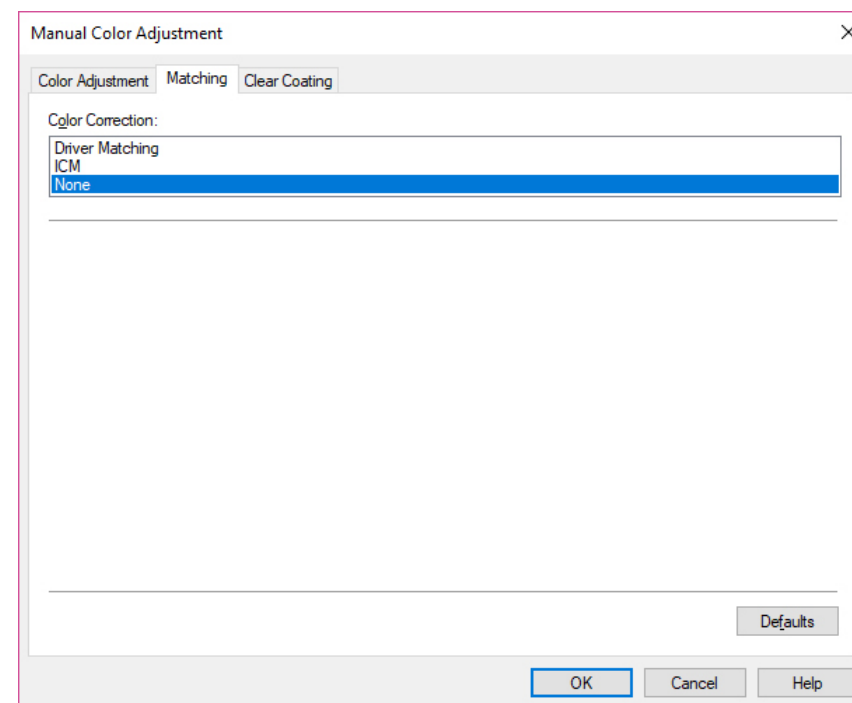 Manual Color Adjustment
Color Adjustment Matching Clear Coating
Color Correction:
Driver Matching
ICM
None
Defaults
OK Cancel Help